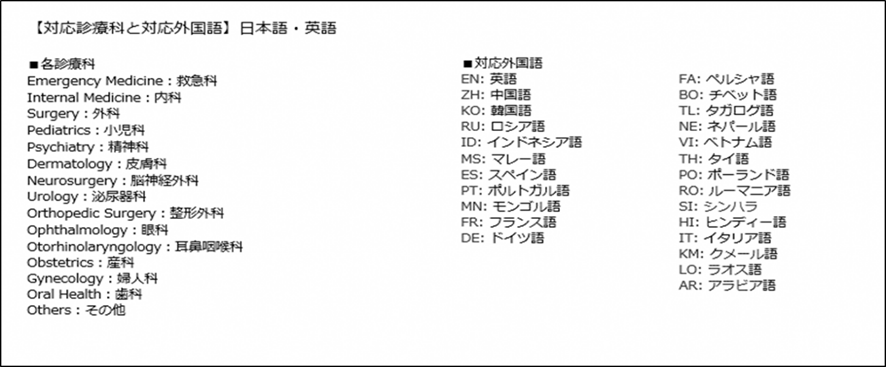 【対応診療科と対応外国語】日本語・英語
■各診療科
Emergency Medicine：救急科
Internal Medicine：内科
Surgery：外科
Pediatrics：小児科
Psychiatry：精神科
Dermatology：皮膚科
Neurosurgery：脳神経外科
Urology：泌尿器科
Orthopedic Surgery：整形外科
Ophthalmology：眼科
Otorhinolaryngology：耳鼻咽喉科
Obstetrics：産科
Gynecology：婦人科
Oral Health：歯科
Others：その他
■対応外国語
EN: 英語
ZH: 中国語
KO: 韓国語
RU: ロシア語
ID: インドネシア語
MS: マレー語
ES: スペイン語
PT: ポルトガル語
MN: モンゴル語
FR: フランス語
DE: ドイツ語
FA: ペルシャ語
BO: チベット語
TL: タガログ語
NE: ネパール語
VI: ベトナム語
TH: タイ語
PO: ポーランド語
RO: ルーマニア語
SI: シンハラ
HI: ヒンディー語
IT: イタリア語
KM: クメール語
LO: ラオス語
AR: アラビア語